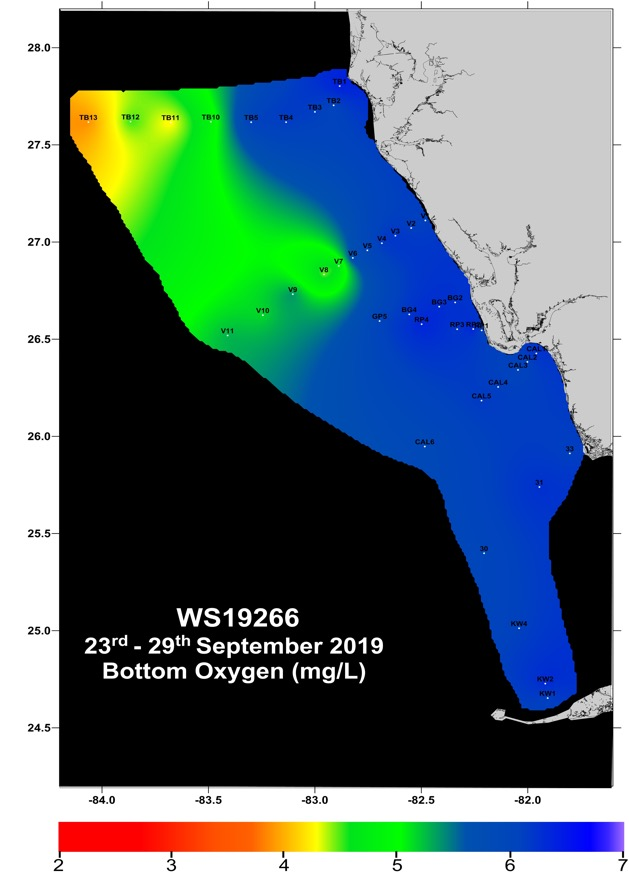 28.0
27.5
27.0
26.5
26.0
25.5
25.0
24.5
TB1
TB2
TB3
TB4
TB5
TB10
TB11
TB12
TB13
V2
V3
V4
V5
V6
V7
V8
V9
V10
V11
BG2
BG3
BG4
GP5
RP4
RP3
CAL2
CAL3
CAL4
CAL5
CAL6
33
31
30
KW4
KW2
KW1
WS19266
23rd - 29th September 2019
Bottom Oxygen (mg/L)
-84.0 -83.5 -83.0 -82.5 -82.0
2 3 4 5 6 7